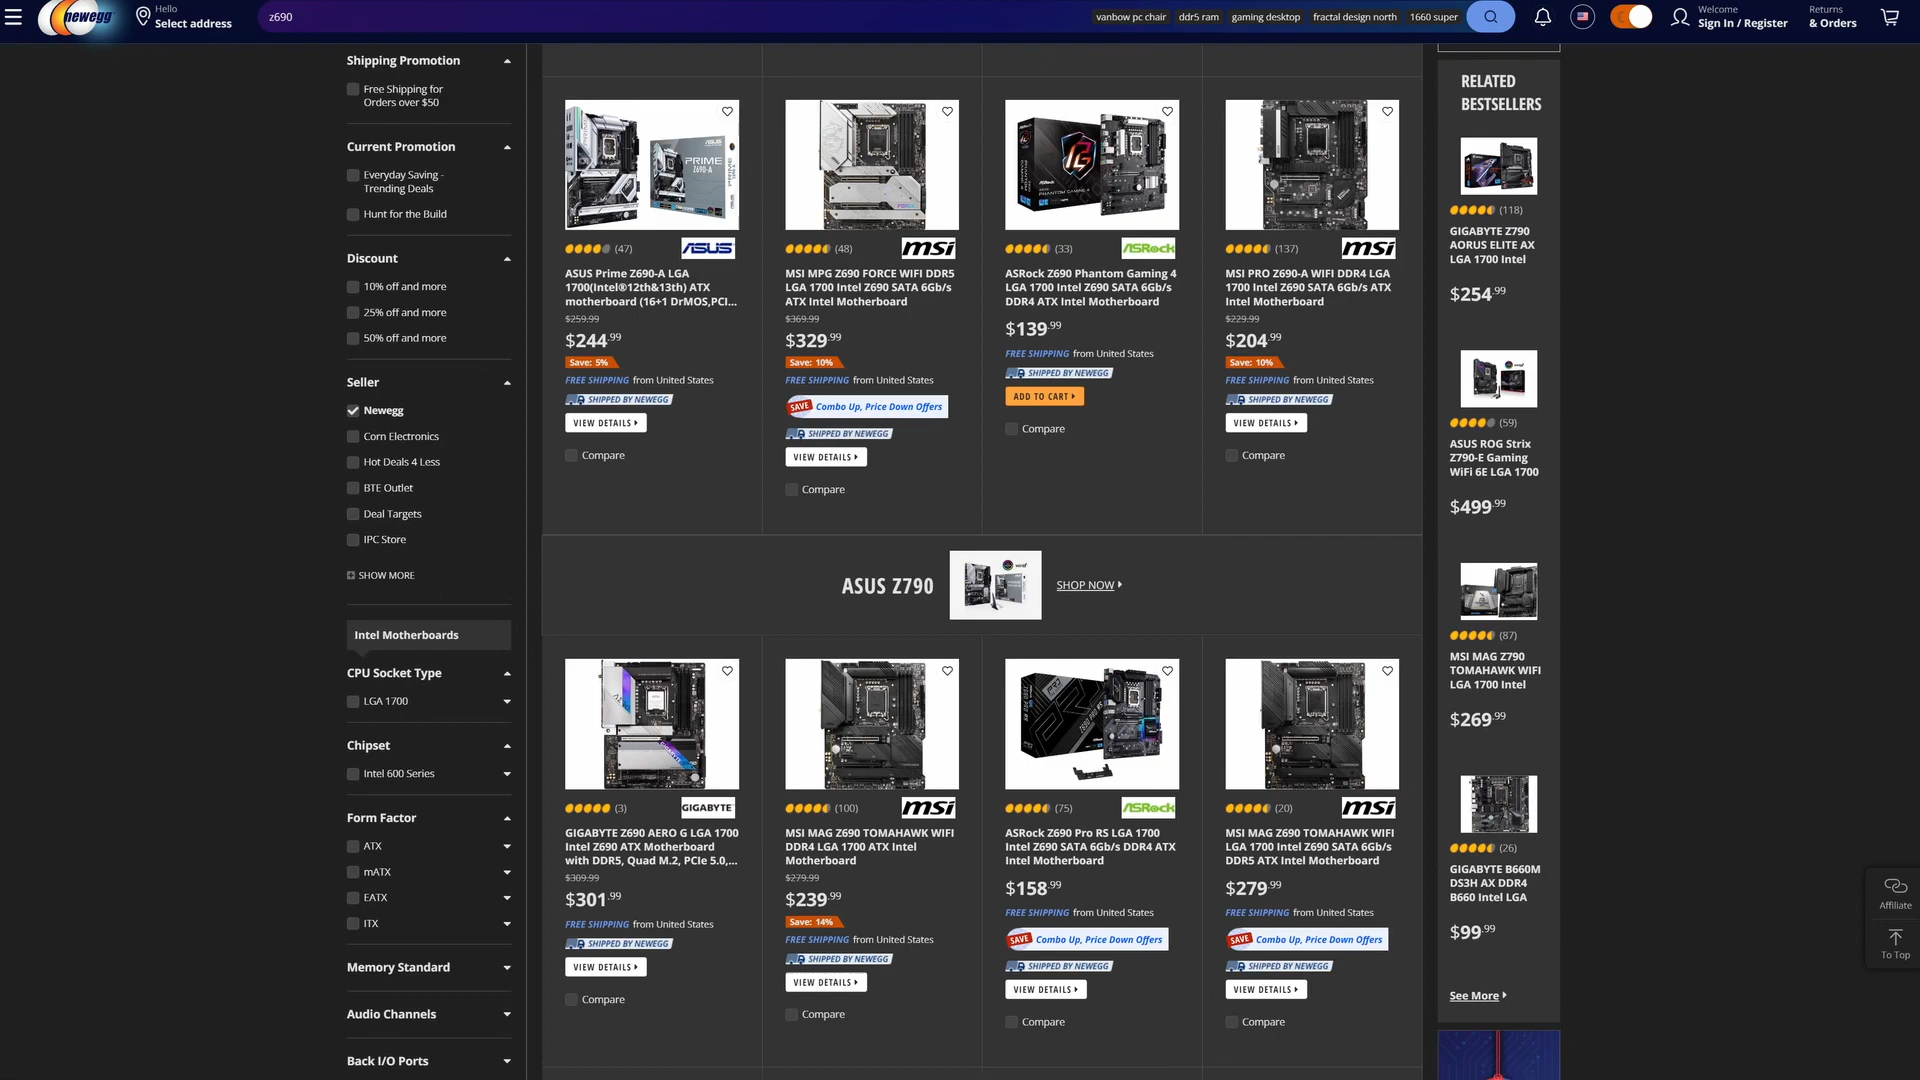 newegg
Hello
Select address
z690
vanbow pc chair
ddr5 ram
gaming desktop
fractal design north
1660 super
Welcome
Sign In / Register
Returns
& Orders
Shipping Promotion
Free Shipping for
Orders over $50
Current Promotion
Everyday Saving -
Trending Deals
Hunt for the Build
Discount
10% off and more
25% off and more
50% off and more
Seller
Newegg
Corn Electronics
Hot Deals 4 Less
BTE Outlet
Deal Targets
IPC Store
SHOW MORE
Intel Motherboards
CPU Socket Type
LGA 1700
Chipset
Intel 600 Series
Form Factor
ATX
mATX
EATX
ITX
Memory Standard
Audio Channels
Back I/O Ports
PRIME
Z690-A
(47)
ASUS
ASUS Prime Z690-A LGA
1700(Intel®12th&13th) ATX
motherboard (16+1 DrMOS,PCI...
$259.99
$244.99
Save: 5%
FREE SHIPPING from United States
SHIPPED BY NEWEGG
VIEW DETAILS
Compare
(48)
msi
MSI MPG Z690 FORCE WIFI DDR5
LGA 1700 Intel Z690 SATA 6Gb/s
ATX Intel Motherboard
$369.99
$329.99
Save: 10%
FREE SHIPPING from United States
SAVE Combo Up, Price Down Offers
SHIPPED BY NEWEGG
VIEW DETAILS
Compare
(33)
ASRock
ASRock Z690 Phantom Gaming 4
LGA 1700 Intel Z690 SATA 6Gb/s
DDR4 ATX Intel Motherboard
$139.99
FREE SHIPPING from United States
SHIPPED BY NEWEGG
ADD TO CART
Compare
(137)
msi
MSI PRO Z690-A WIFI DDR4 LGA
1700 Intel Z690 SATA 6Gb/s ATX
Intel Motherboard
$229.99
$204.99
Save: 10%
FREE SHIPPING from United States
SHIPPED BY NEWEGG
VIEW DETAILS
Compare
ASUS Z790
SHOP NOW
(3)
GIGABYTE
GIGABYTE Z690 AERO G LGA 1700
Intel Z690 ATX Motherboard
with DDR5, Quad M.2, PCIe 5.0,...
$309.99
$301.99
FREE SHIPPING from United States
SHIPPED BY NEWEGG
VIEW DETAILS
Compare
(100)
msi
MSI MAG Z690 TOMAHAWK WIFI
DDR4 LGA 1700 ATX Intel
Motherboard
$279.99
$239.99
Save: 14%
FREE SHIPPING from United States
SHIPPED BY NEWEGG
VIEW DETAILS
Compare
(75)
ASRock
ASRock Z690 Pro RS LGA 1700
Intel Z690 SATA 6Gb/s DDR4 ATX
Intel Motherboard
$158.99
FREE SHIPPING from United States
SAVE Combo Up, Price Down Offers
SHIPPED BY NEWEGG
VIEW DETAILS
Compare
(20)
msi
MSI MAG Z690 TOMAHAWK WIFI
LGA 1700 Intel Z690 SATA 6Gb/s
DDR5 ATX Intel Motherboard
$279.99
FREE SHIPPING from United States
SAVE Combo Up, Price Down Offers
SHIPPED BY NEWEGG
VIEW DETAILS
Compare
RELATED
BESTSELLERS
(118)
GIGABYTE Z790
AORUS ELITE AX
LGA 1700 Intel
$254.99
(59)
ASUS ROG Strix
Z790-E Gaming
WiFi 6E LGA 1700
$499.99
(87)
MSI MAG Z790
TOMAHAWK WIFI
LGA 1700 Intel
$269.99
(26)
GIGABYTE B660M
DS3H AX DDR4
B660 Intel LGA
$99.99
See More
Affiliate
To Top